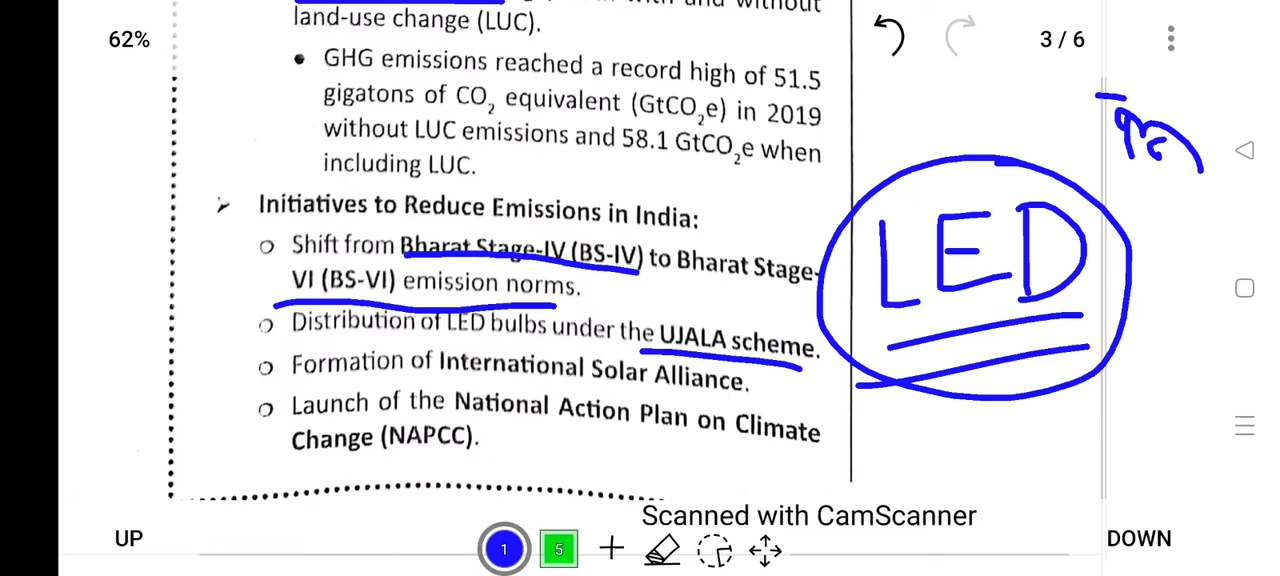 62%
3 / 6
land-use change (LUC).
• GHG emissions reached a record high of 51.5
gigatons of CO₂ equivalent (GtCO₂e) in 2019
without LUC emissions and 58.1 GtCO₂e when
including LUC.
➢ Initiatives to Reduce Emissions in India:
○ Shift from Bharat Stage-IV (BS-IV) to Bharat Stage-
VI (BS-VI) emission norms.
○ Distribution of LED bulbs under the UJALA scheme.
○ Formation of International Solar Alliance.
○ Launch of the National Action Plan on Climate
Change (NAPCC).
LED
Scanned with CamScanner
UP
1
5
DOWN